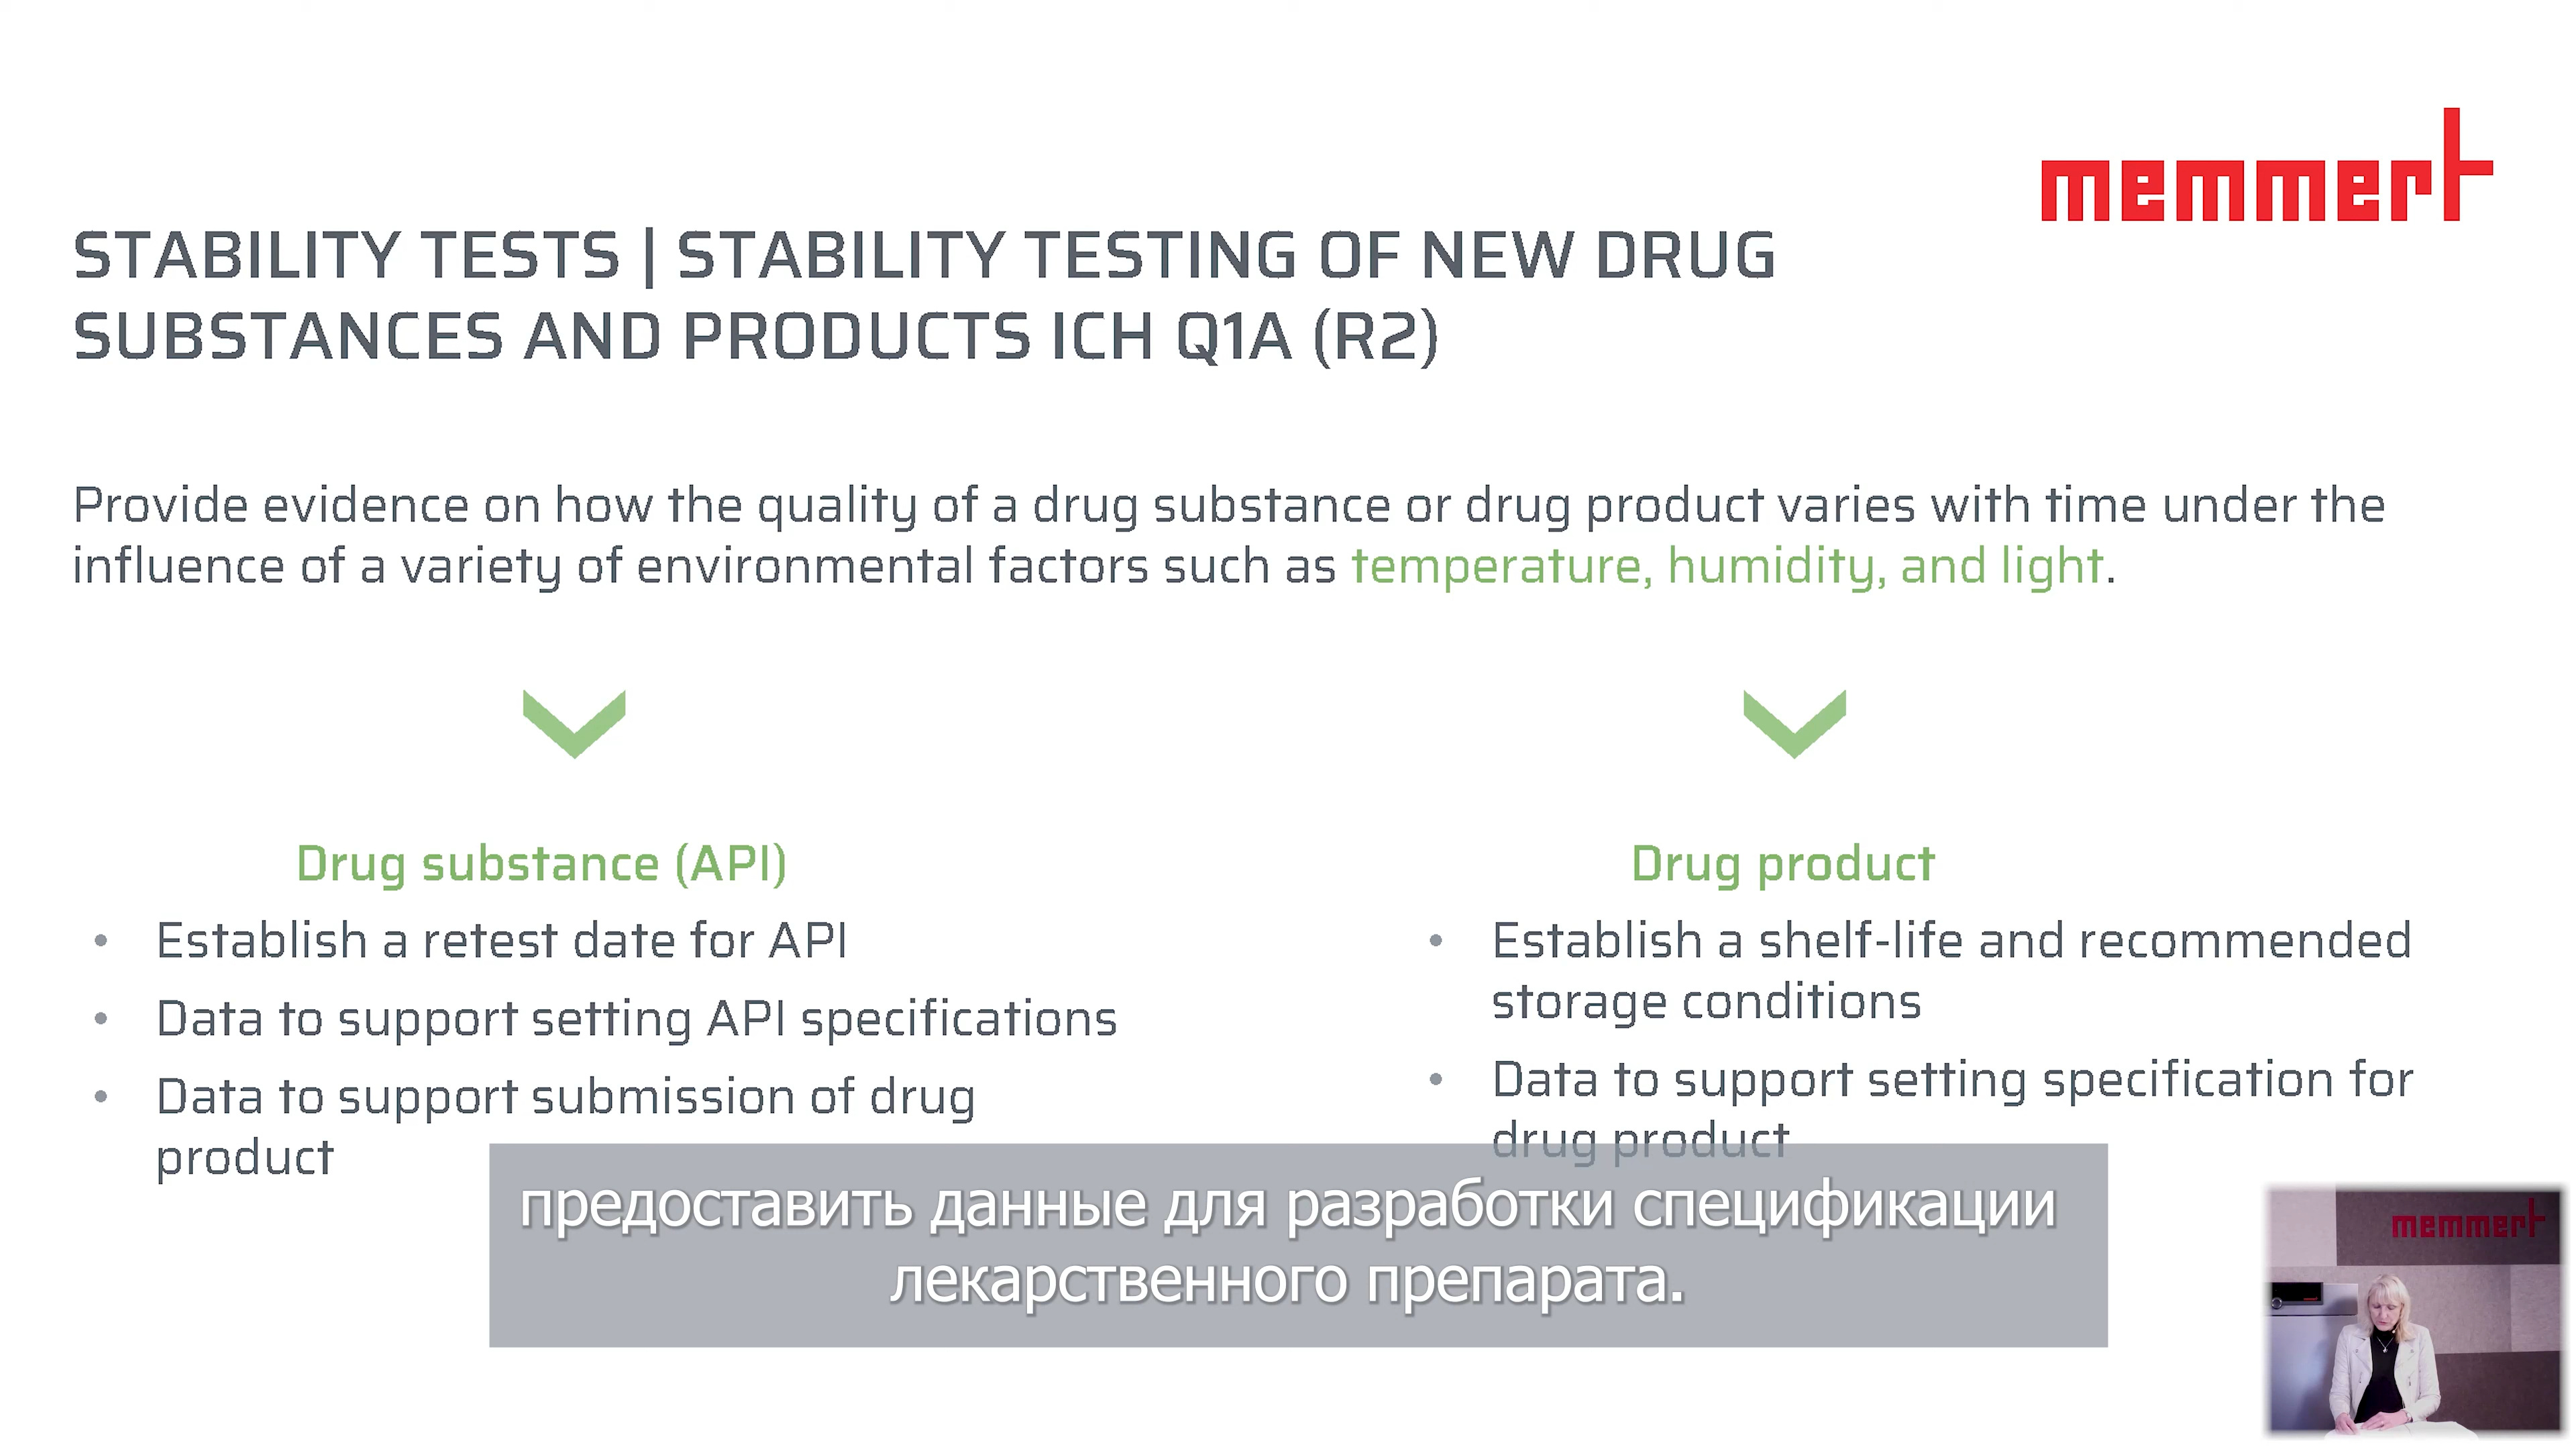 memmert
STABILITY TESTS | STABILITY TESTING OF NEW DRUG
SUBSTANCES AND PRODUCTS ICH Q1A (R2)
Provide evidence on how the quality of a drug substance or drug product varies with time under the
influence of a variety of environmental factors such as temperature, humidity, and light.
Drug substance (API)
• Establish a retest date for API
• Data to support setting API specifications
• Data to support submission of drug
product
Drug product
• Establish a shelf-life and recommended
storage conditions
• Data to support setting specification for
drug product
предоставить данные для разработки спецификации
лекарственного препарата.
memmert